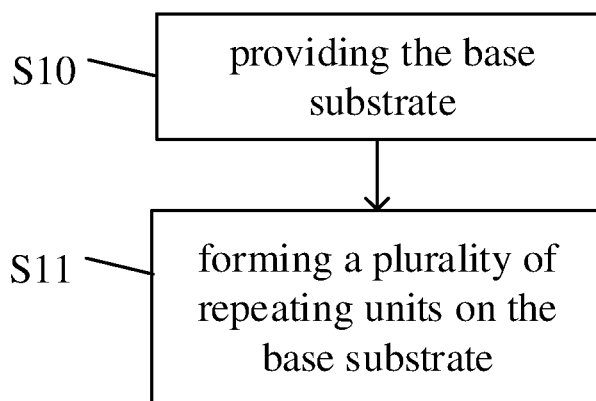 S10
providing the base
substrate
S11
forming a plurality of
repeating units on the
base substrate